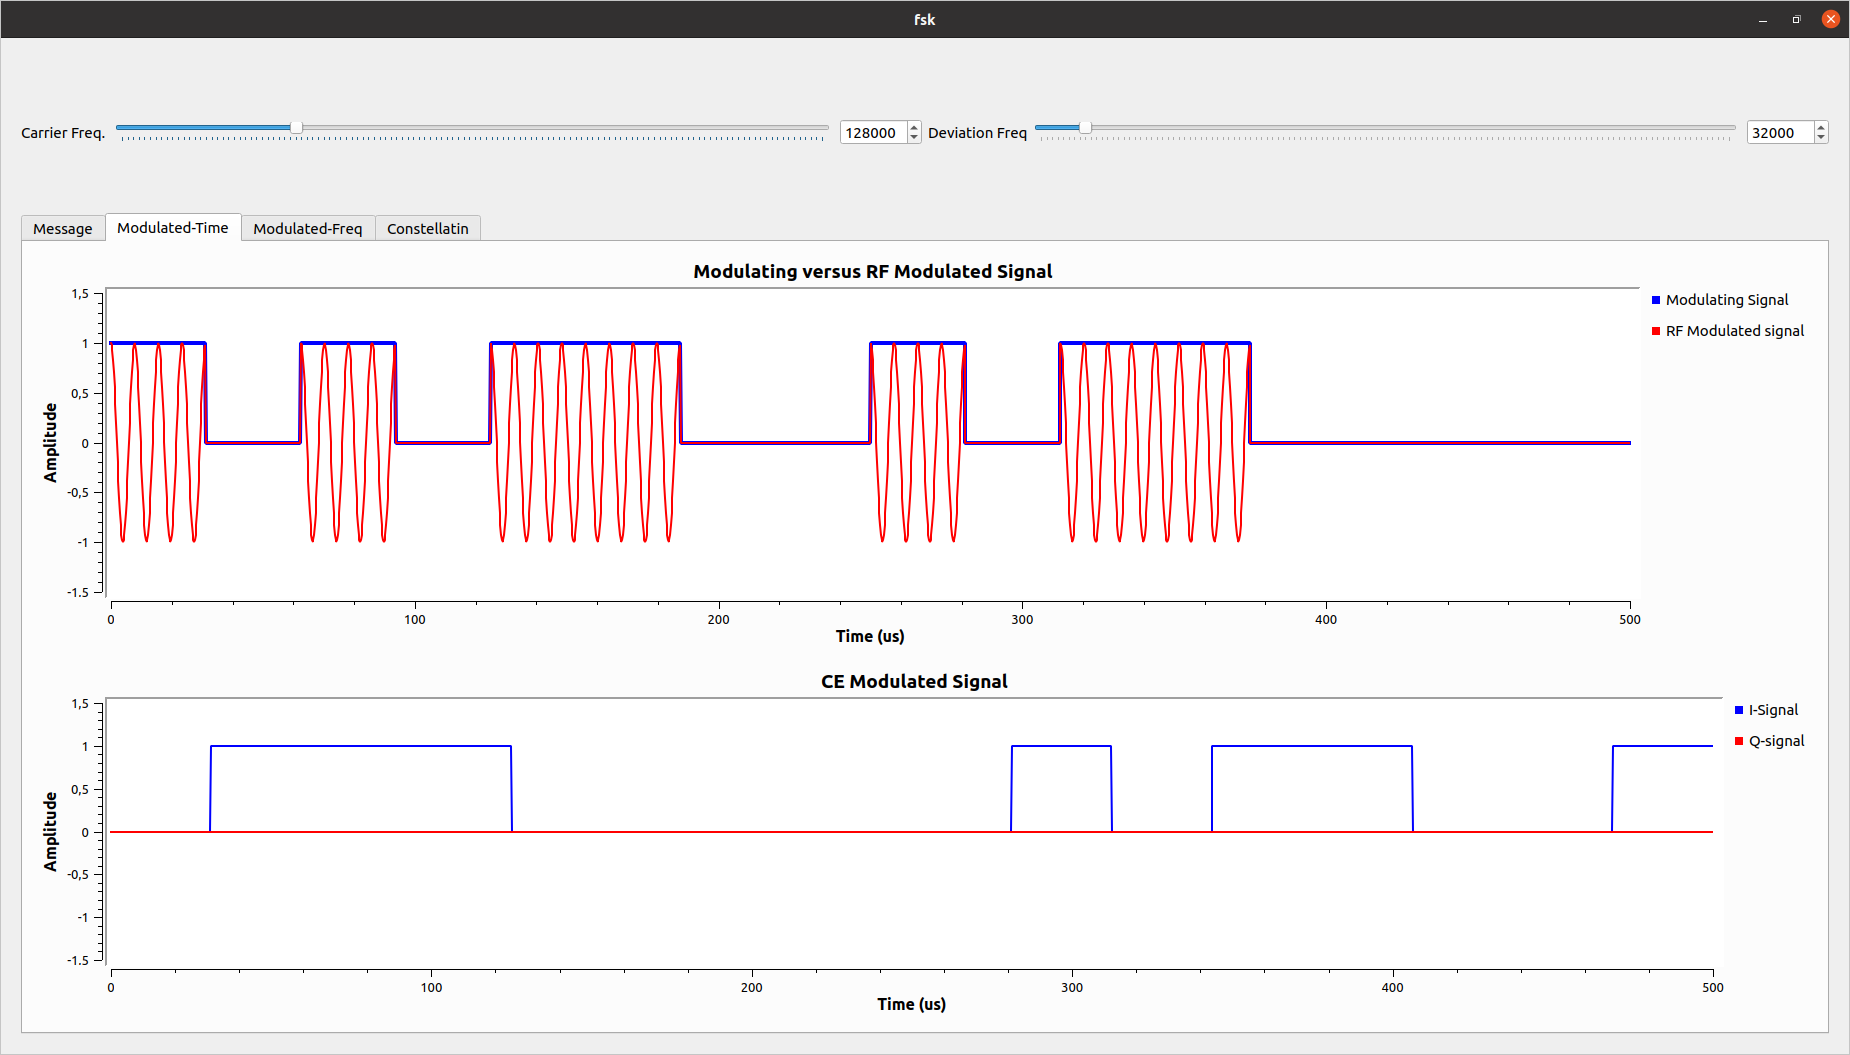 fsk
Carrier Freq. 128000 Deviation Freq 32000
Message Modulated-Time Modulated-Freq Constellatin
Modulating versus RF Modulated Signal
1,5
1
0,5
0
-0,5
-1
-1.5
Amplitude
0 100 200 300 400 500
Time (us)
Modulating Signal
RF Modulated signal
CE Modulated Signal
1,5
1
0,5
0
-0,5
-1
-1.5
Amplitude
0 100 200 300 400 500
Time (us)
I-Signal
Q-signal